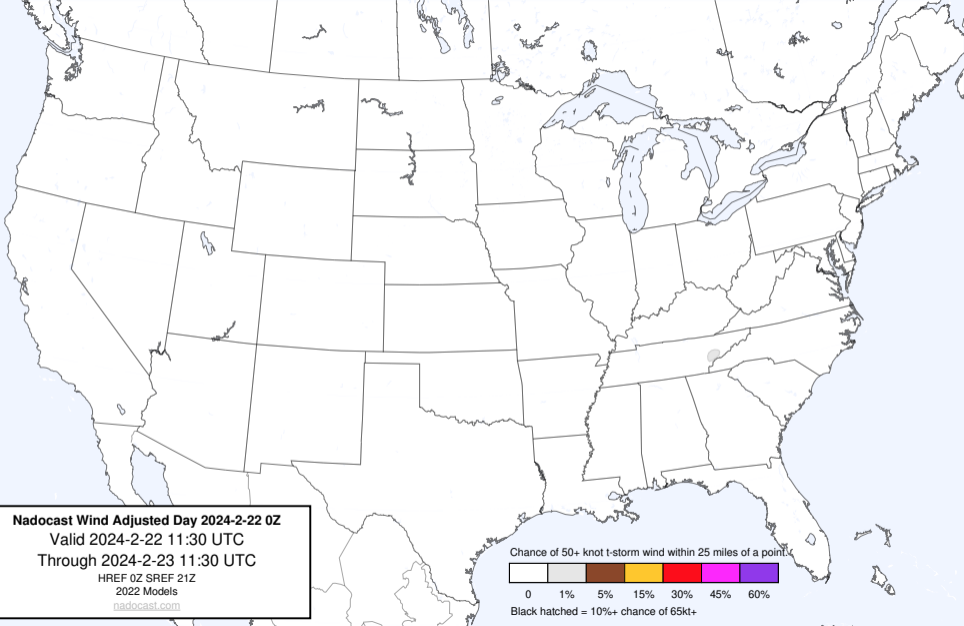 Nadocast Wind Adjusted Day 2024-2-22 0Z
Valid 2024-2-22 11:30 UTC
Through 2024-2-23 11:30 UTC
HREF 0Z SREF 21Z
2022 Models
nadocast.com
Chance of 50+ knot t-storm wind within 25 miles of a point.
0 1% 5% 15% 30% 45% 60%
Black hatched = 10%+ chance of 65kt+